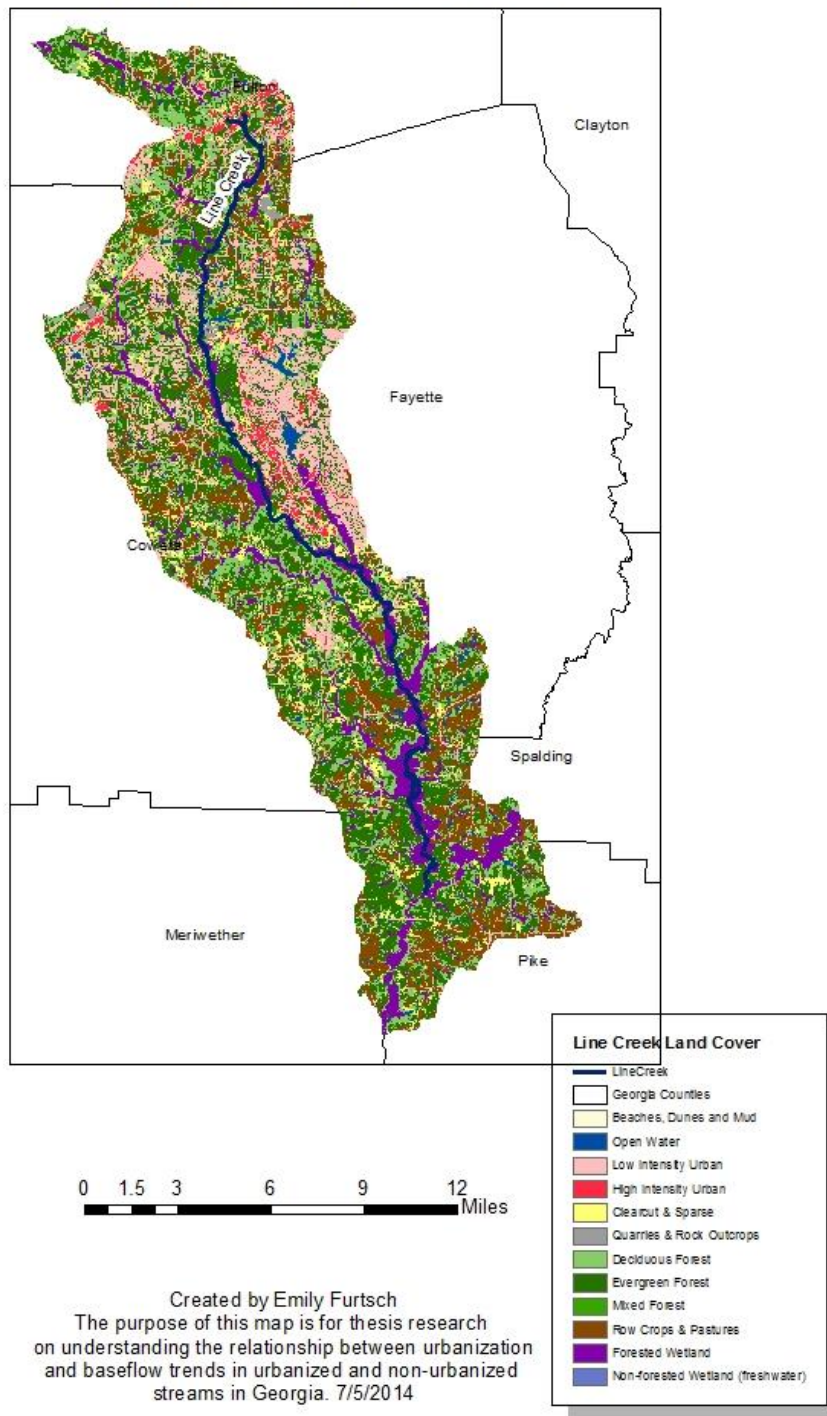 Fulton
Clayton
Line Creek
Fayette
Coweta
Spalding
Meriwether
Pike
Line Creek Land Cover
LineCreek
Georgia Counties
Beaches, Dunes and Mud
Open Water
Low Intensity Urban
High Intensity Urban
Clearcut & Sparse
Quarries & Rock Outcrops
Deciduous Forest
Evergreen Forest
Mixed Forest
Row Crops & Pastures
Forested Wetland
Non-forested Wetland (freshwater)
0 1.5 3 6 9 12
Miles
Created by Emily Furtsch
The purpose of this map is for thesis research
on understanding the relationship between urbanization
and baseflow trends in urbanized and non-urbanized
streams in Georgia. 7/5/2014